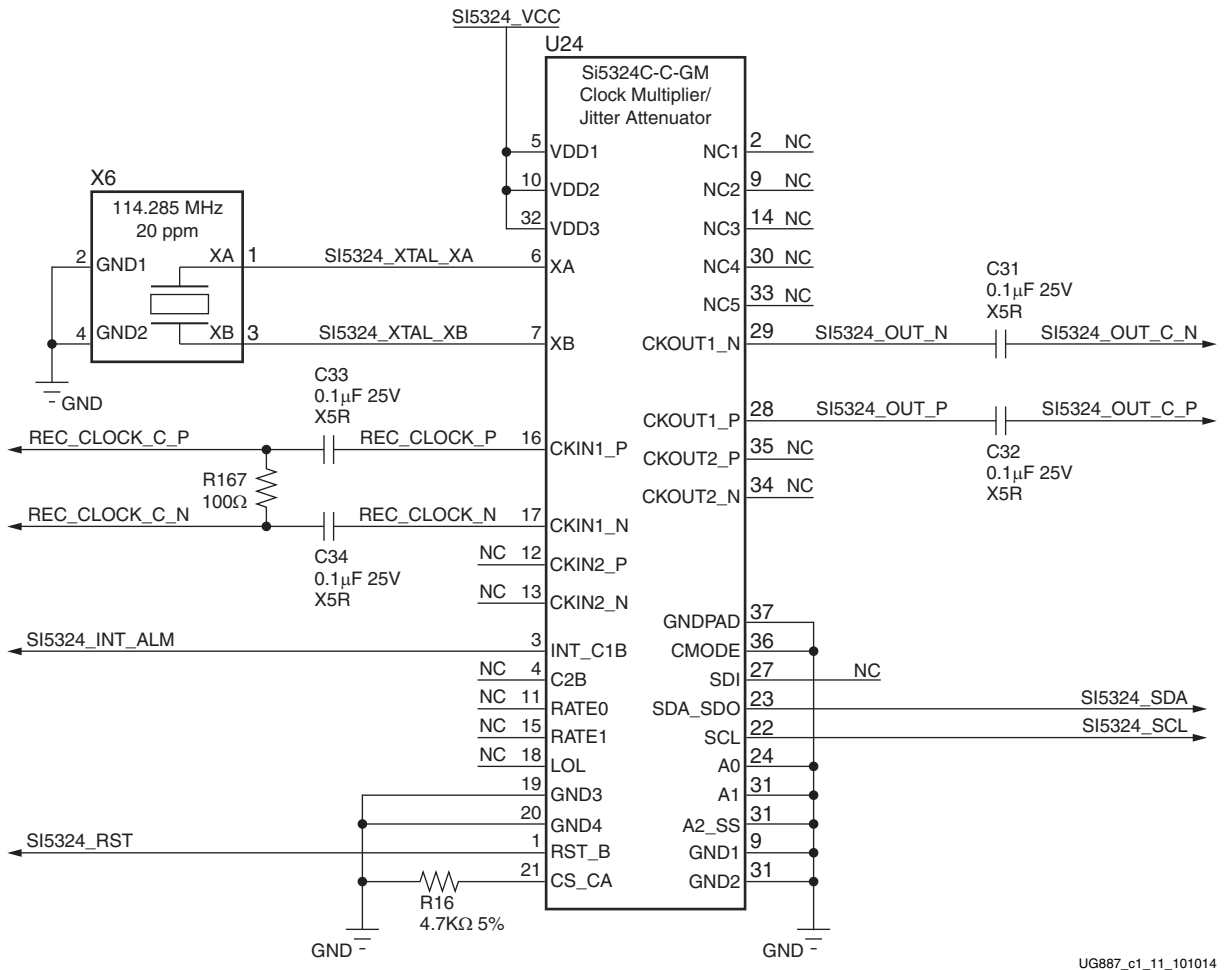 SI5324_VCC
U24
Si5324C-C-GM
Clock Multiplier/
Jitter Attenuator
5 VDD1
10 VDD2
32 VDD3
6 XA
7 XB
16 CKIN1_P
17 CKIN1_N
NC 12 CKIN2_P
NC 13 CKIN2_N
3 INT_C1B
NC 4 C2B
NC 11 RATE0
NC 15 RATE1
NC 18 LOL
19 GND3
20 GND4
1 RST_B
21 CS_CA
NC1 2 NC
NC2 9 NC
NC3 14 NC
NC4 30 NC
NC5 33 NC
CKOUT1_N 29 SI5324_OUT_N
CKOUT1_P 28 SI5324_OUT_P
CKOUT2_P 35 NC
CKOUT2_N 34 NC
GNDPAD 37
CMODE 36
SDI 27 NC
SDA_SDO 23 SI5324_SDA
SCL 22 SI5324_SCL
A0 24
A1 31
A2_SS 31
GND1 9
GND2 31
X6
114.285 MHz
20 ppm
2 GND1
XA 1 SI5324_XTAL_XA
4 GND2
XB 3 SI5324_XTAL_XB
GND
C33
0.1μF 25V
X5R
REC_CLOCK_C_P
REC_CLOCK_P
R167
100Ω
REC_CLOCK_C_N
REC_CLOCK_N
C34
0.1μF 25V
X5R
SI5324_INT_ALM
SI5324_RST
R16
4.7KΩ 5%
GND
C31
0.1μF 25V
X5R
SI5324_OUT_C_N
SI5324_OUT_C_P
C32
0.1μF 25V
X5R
GND
UG887_c1_11_101014